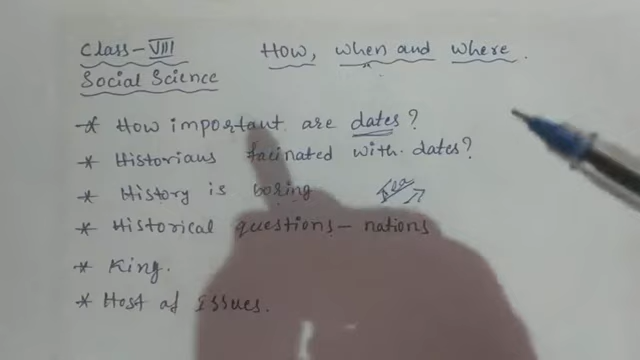 Class-VIII How, when and where.
Social Science
* How important are dates?
* Historians facinated with dates?
* History is boring Tea
* Historical questions - nations
* King.
* Host of Issues.